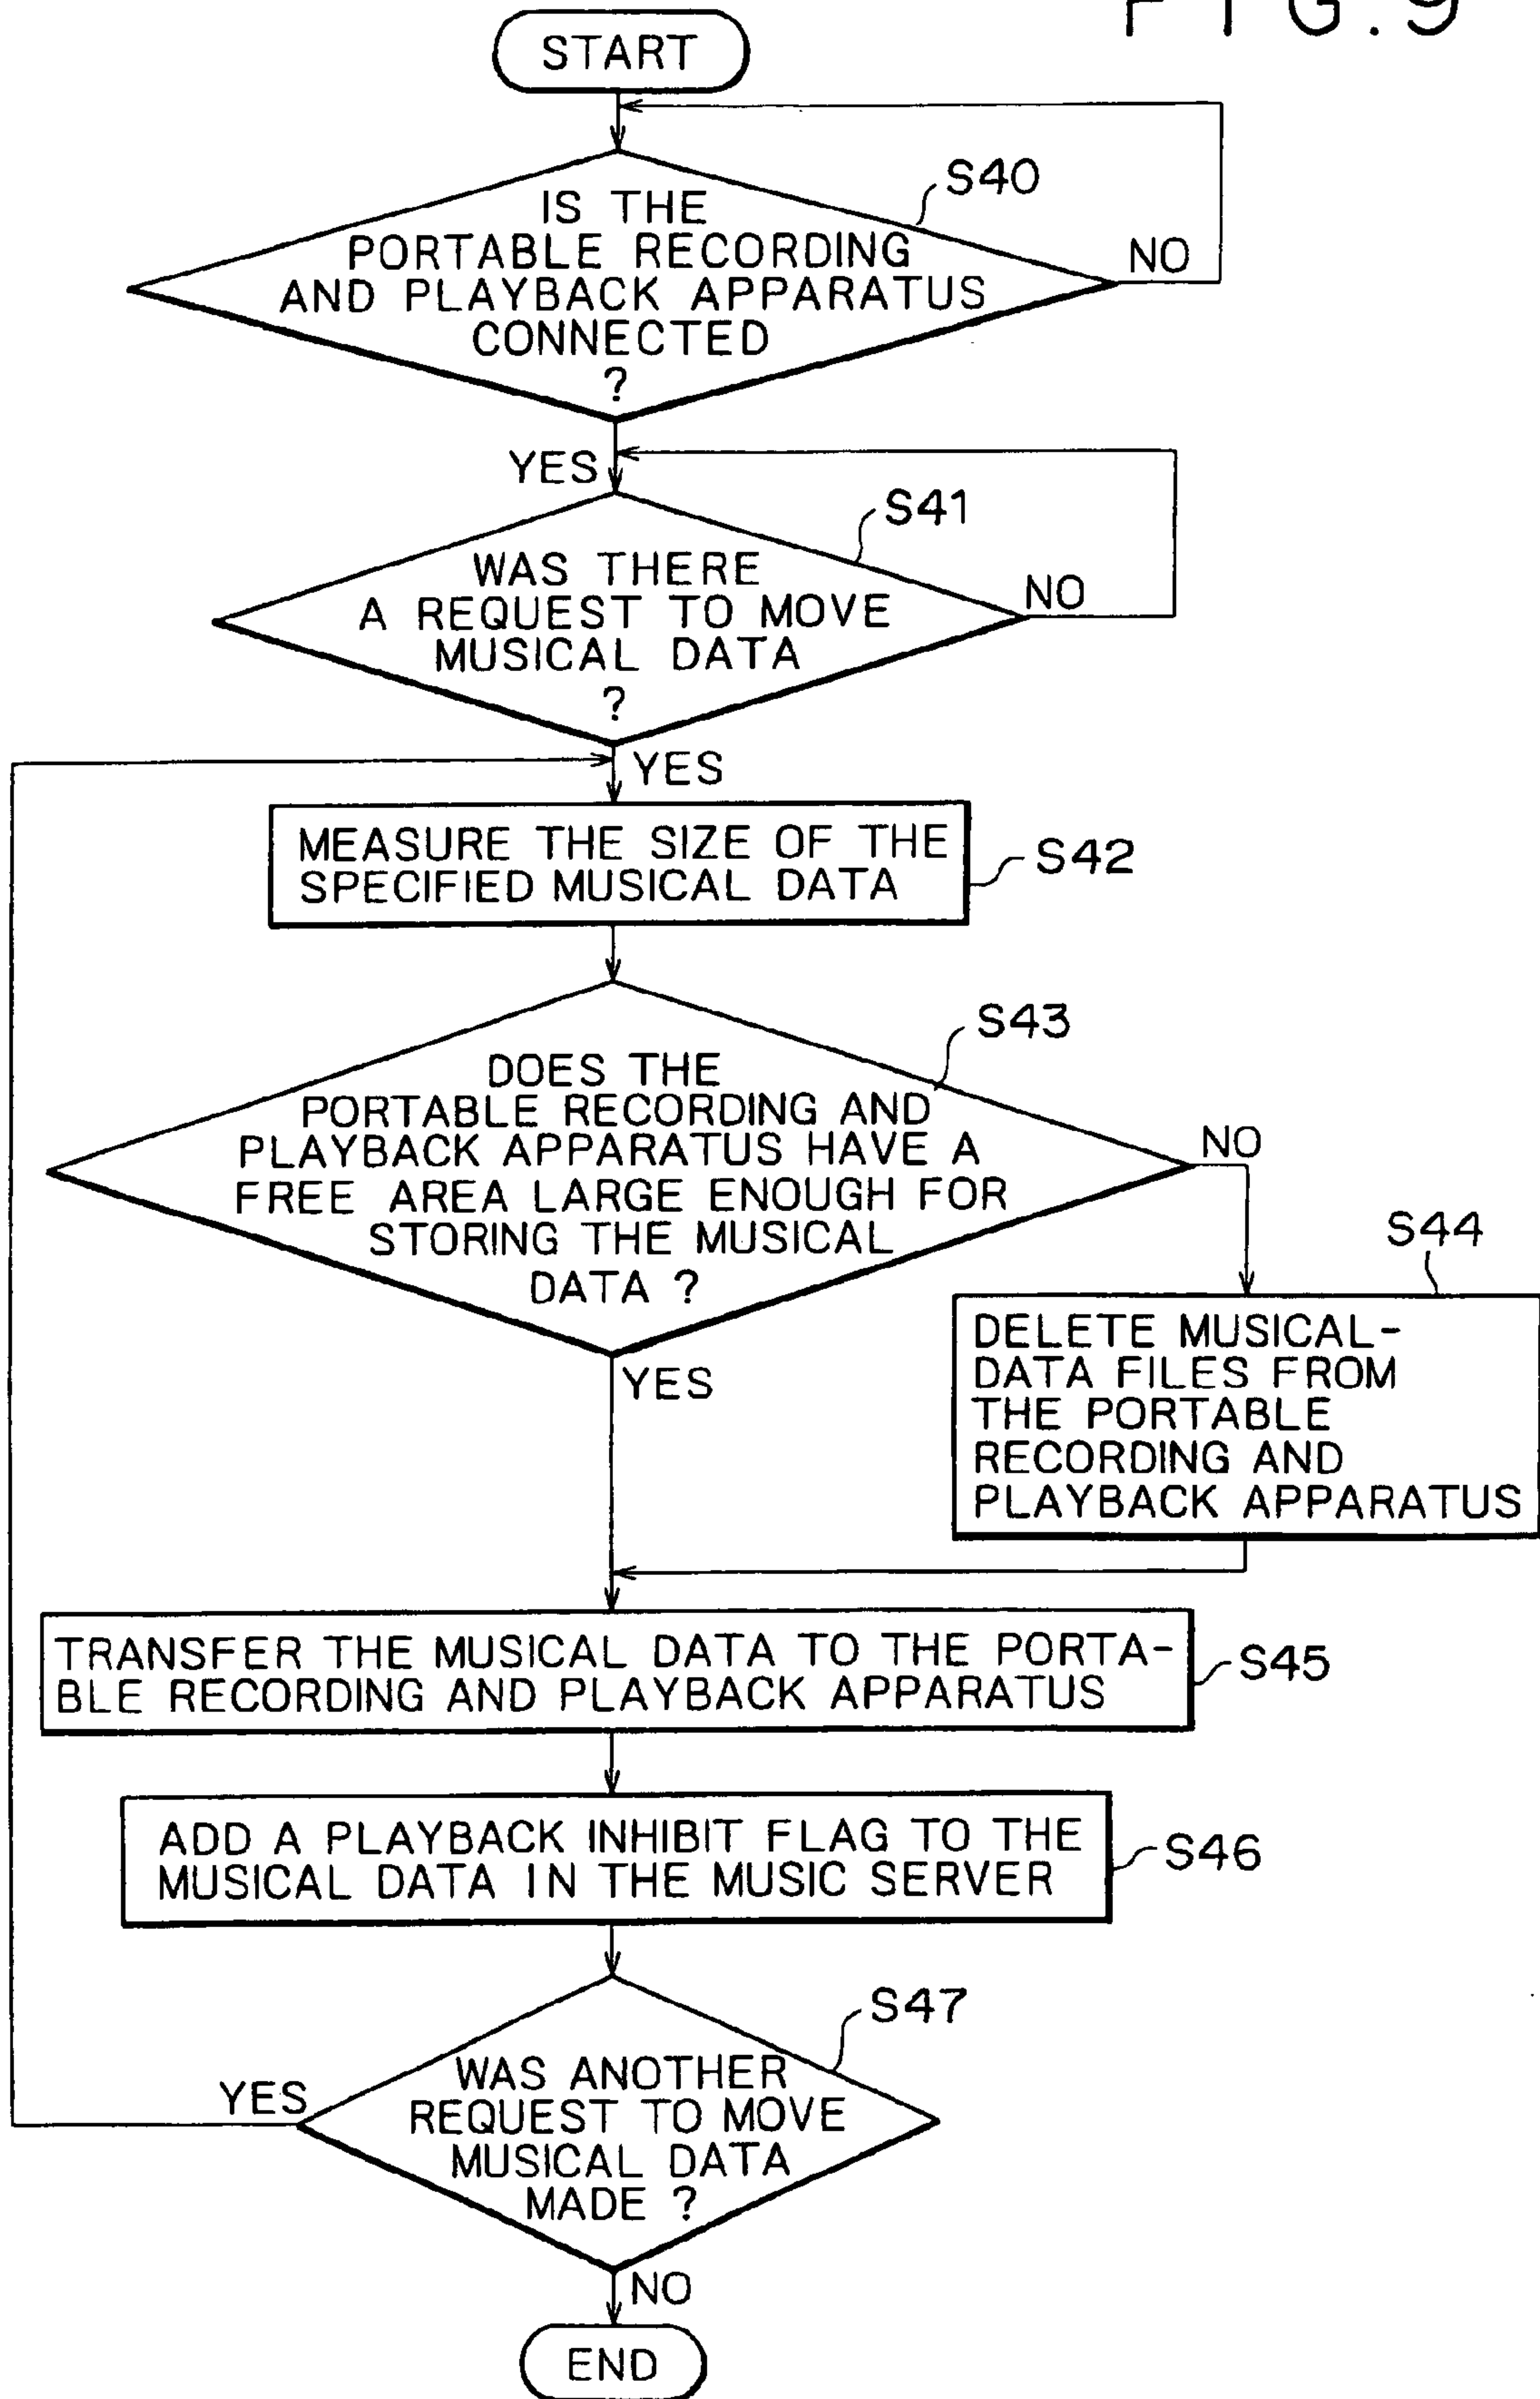 FIG.9
START
S40
IS THE
PORTABLE RECORDING
AND PLAYBACK APPARATUS
CONNECTED
?
NO
YES
S41
WAS THERE
A REQUEST TO MOVE
MUSICAL DATA
?
NO
YES
MEASURE THE SIZE OF THE
SPECIFIED MUSICAL DATA
S42
S43
DOES THE
PORTABLE RECORDING AND
PLAYBACK APPARATUS HAVE A
FREE AREA LARGE ENOUGH FOR
STORING THE MUSICAL
DATA ?
NO
YES
S44
DELETE MUSICAL-
DATA FILES FROM
THE PORTABLE
RECORDING AND
PLAYBACK APPARATUS
TRANSFER THE MUSICAL DATA TO THE PORTA-
BLE RECORDING AND PLAYBACK APPARATUS
S45
ADD A PLAYBACK INHIBIT FLAG TO THE
MUSICAL DATA IN THE MUSIC SERVER
S46
S47
WAS ANOTHER
REQUEST TO MOVE
MUSICAL DATA
MADE ?
YES
NO
END